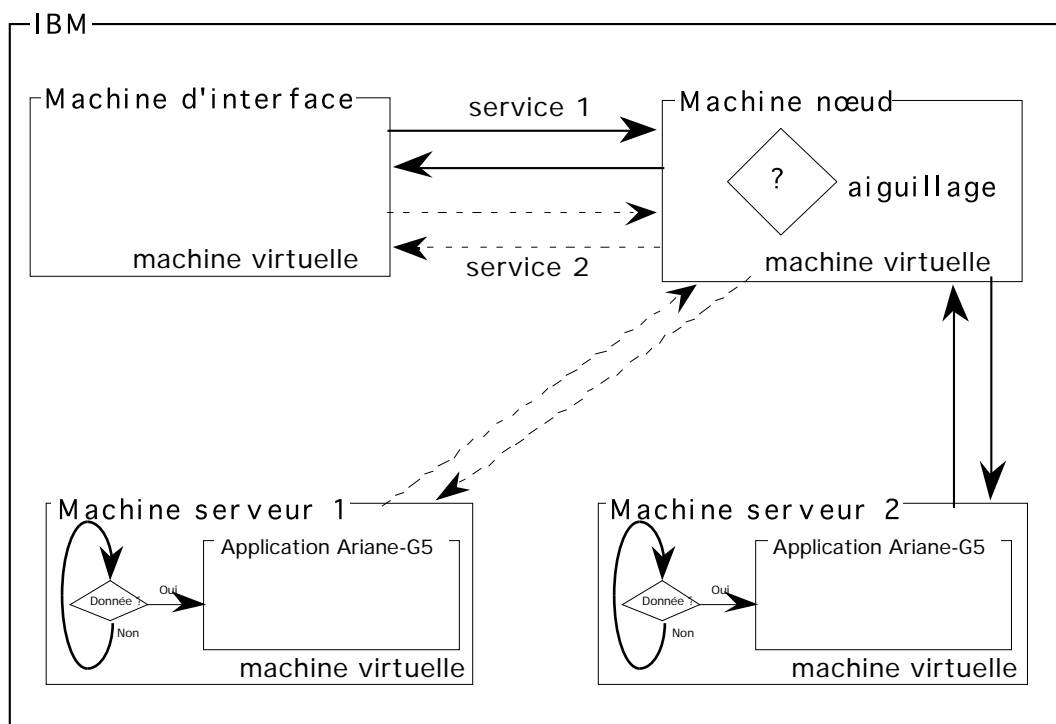 IBM
Machine d'interface
service 1
Machine nœud
?
aiguillage
machine virtuelle
service 2
machine virtuelle
Machine serveur 1
Application Ariane-G5
Donnée ?
Oui
Non
machine virtuelle
Machine serveur 2
Application Ariane-G5
Donnée ?
Oui
Non
machine virtuelle